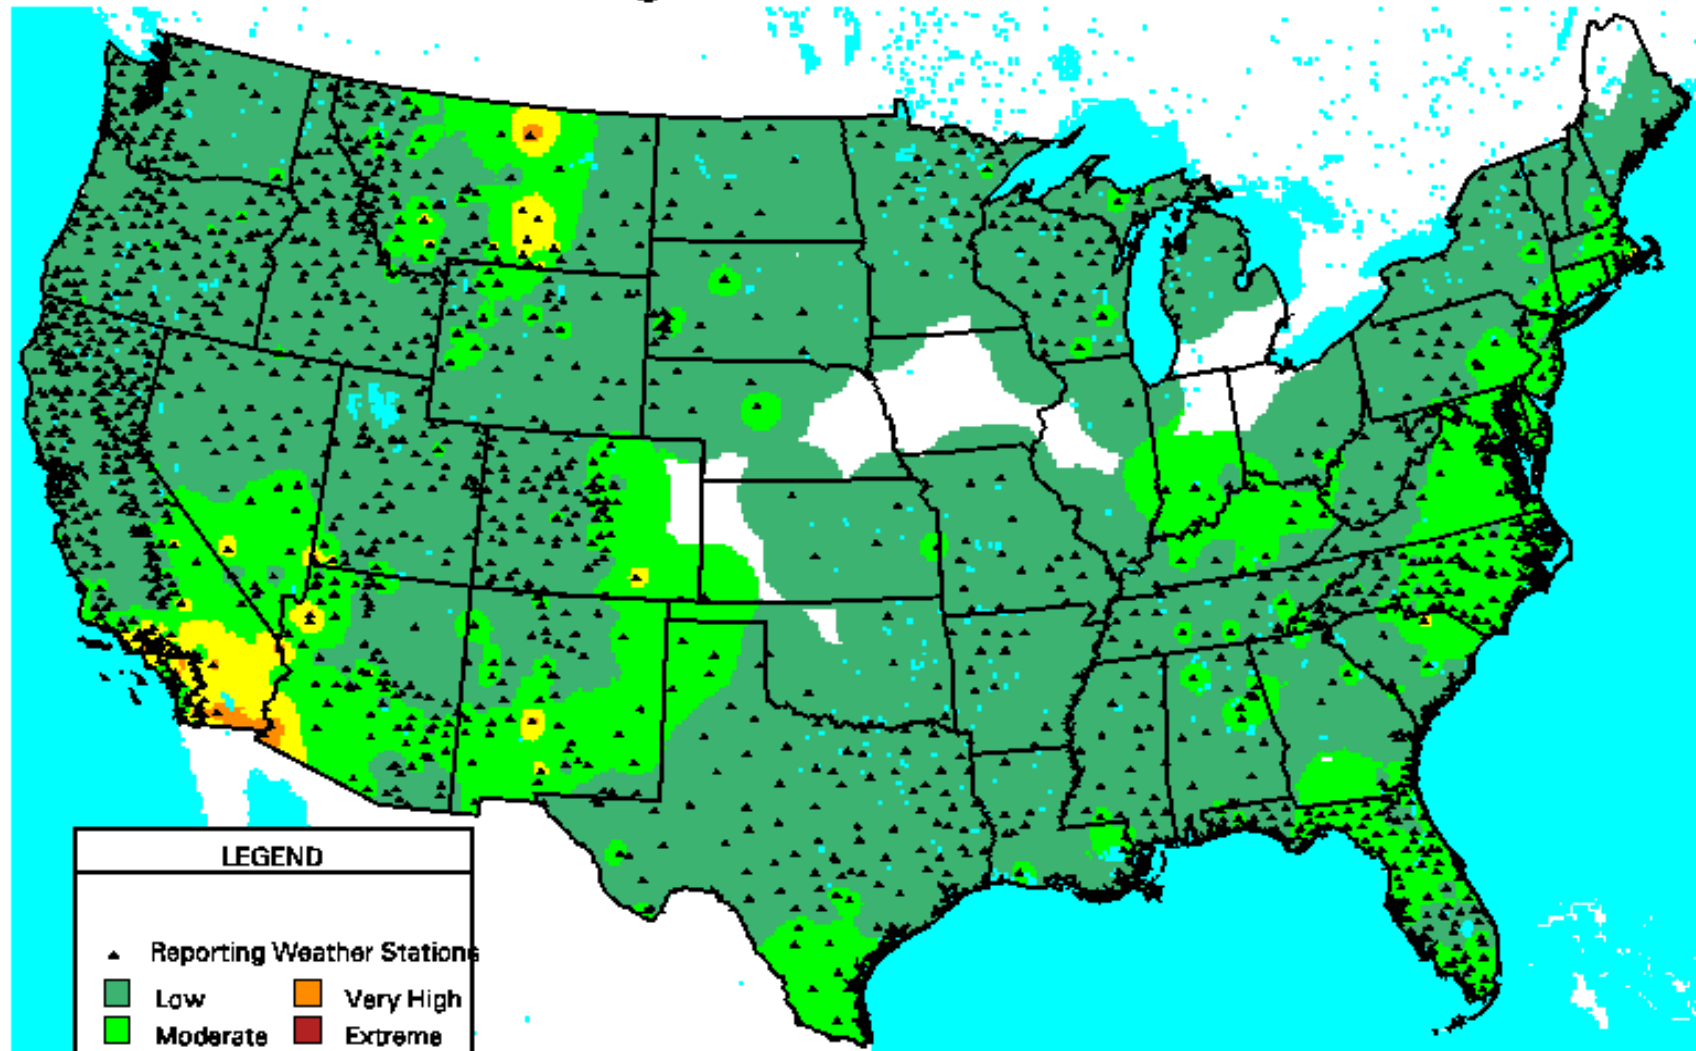 LEGEND
Reporting Weather Stations
Low
Very High
Moderate
Extreme